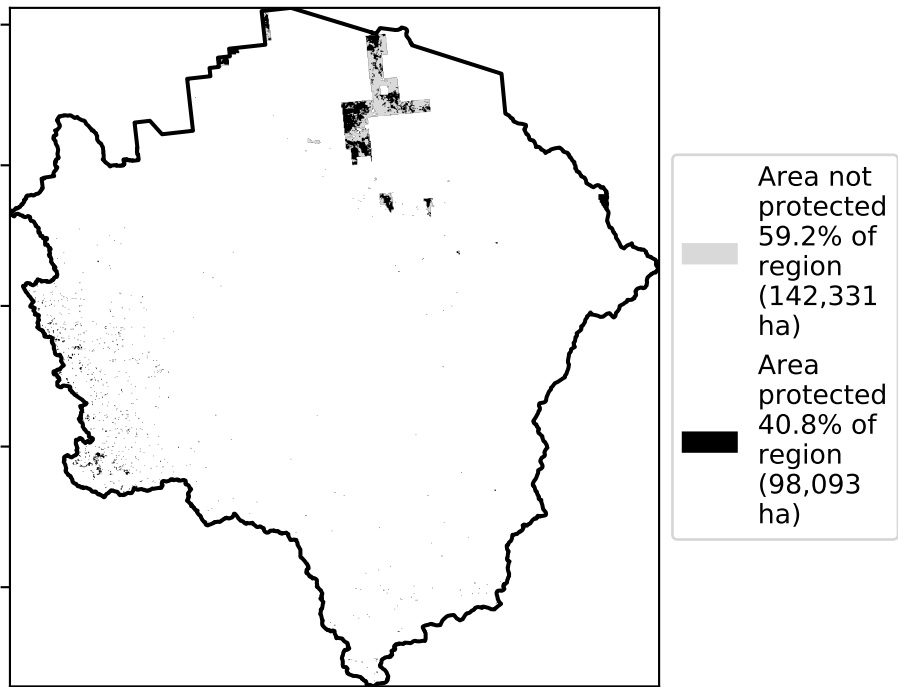 Area not
protected
59.2% of
region
(142,331
ha)
Area
protected
40.8% of
region
(98,093
ha)